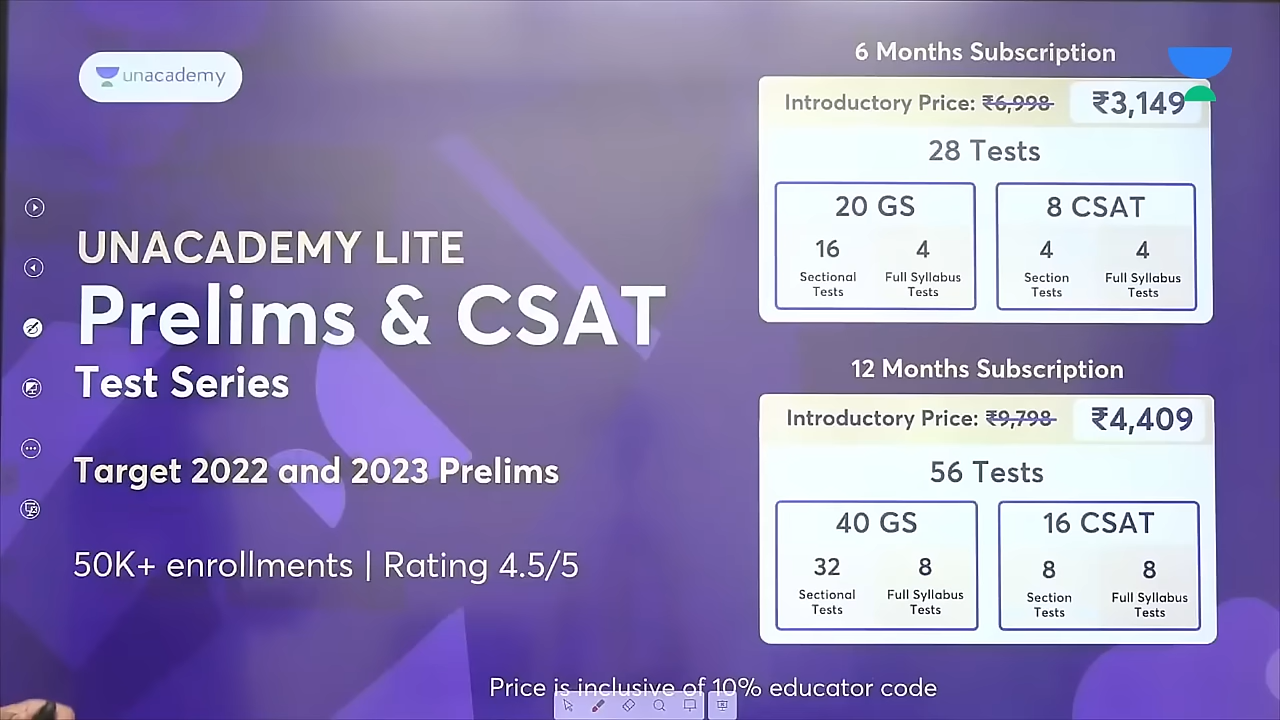 unacademy
UNACADEMY LITE
Prelims & CSAT
Test Series
Target 2022 and 2023 Prelims
50K+ enrollments | Rating 4.5/5
6 Months Subscription
Introductory Price: ₹6,998 ₹3,149
28 Tests
20 GS
16 4
Sectional Full Syllabus
Tests Tests
8 CSAT
4 4
Section Full Syllabus
Tests Tests
12 Months Subscription
Introductory Price: ₹9,798 ₹4,409
56 Tests
40 GS
32 8
Sectional Full Syllabus
Tests Tests
16 CSAT
8 8
Section Full Syllabus
Tests Tests
Price is inclusive of 10% educator code